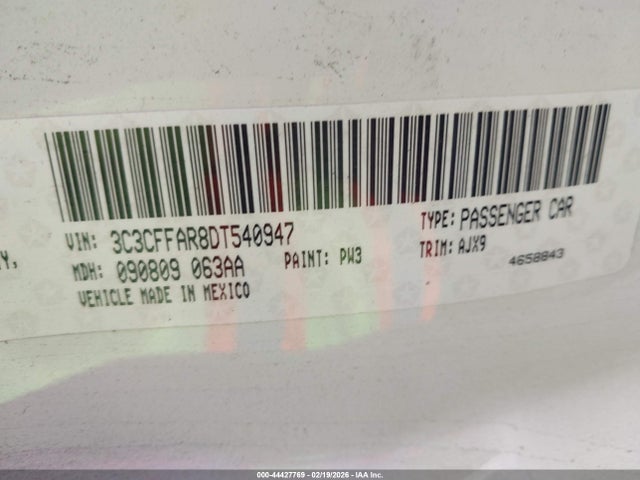 VIN: 3C3CFFAR8DT540947 TYPE: PASSENGER CAR
Y, MDH: 090809 063AA PAINT: PW3 TRIM: AJX9
VEHICLE MADE IN MEXICO 4658843
000-44427769 - 02/19/2026 - IAA Inc.